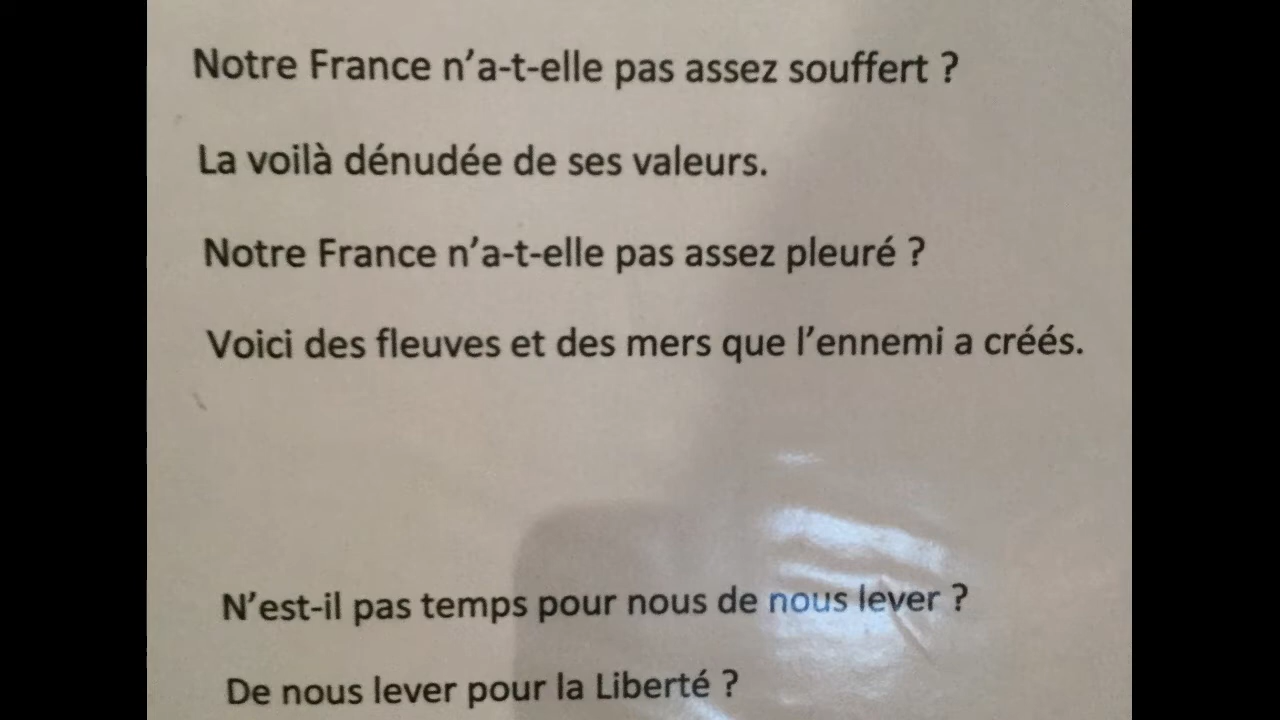 Notre France n'a-t-elle pas assez souffert ?
La voilà dénudée de ses valeurs.
Notre France n'a-t-elle pas assez pleuré ?
Voici des fleuves et des mers que l'ennemi a créés.
N'est-il pas temps pour nous de nous lever ?
De nous lever pour la Liberté ?